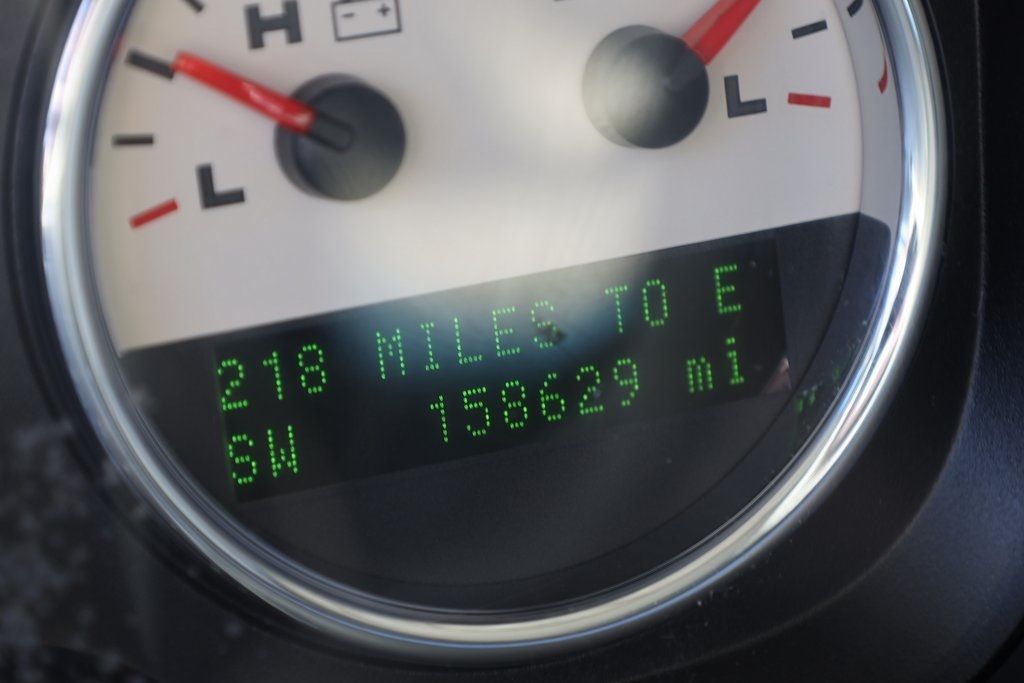 H - +
L
L
218 MILES TO E
SW 158629 mi